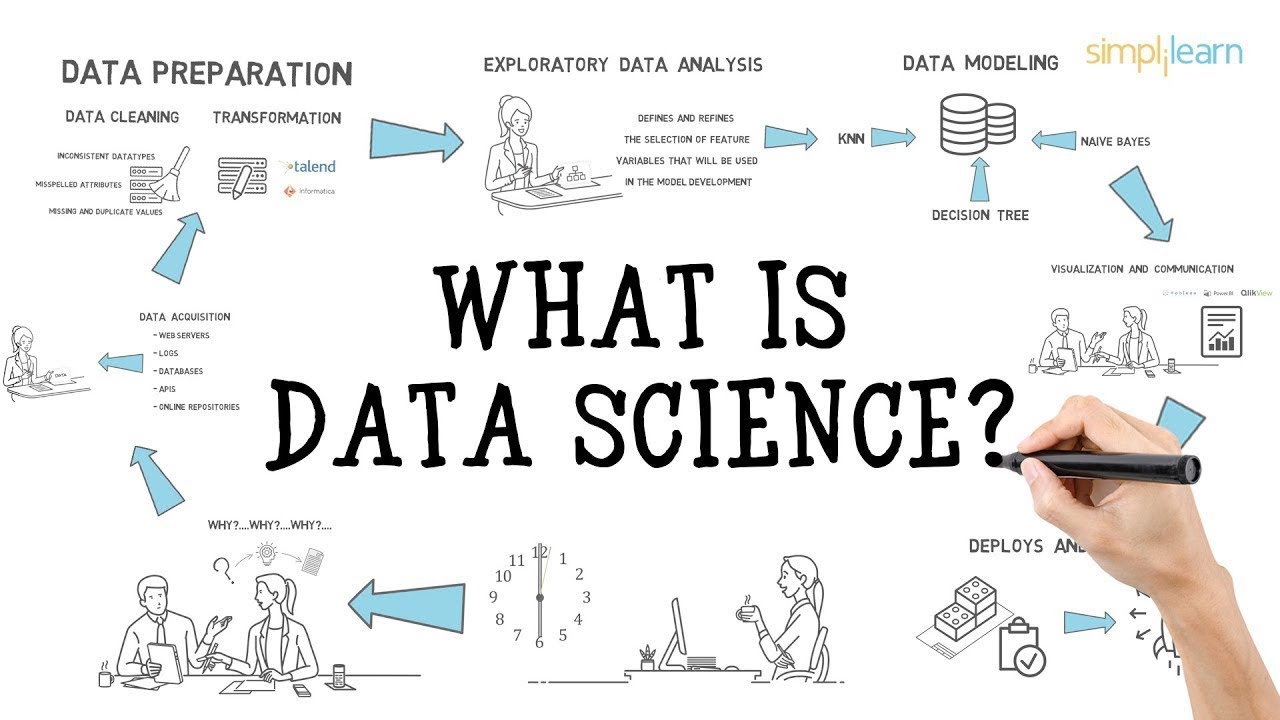 DATA PREPARATION
DATA CLEANING
TRANSFORMATION
INCONSISTENT DATATYPES
MISSPELLED ATTRIBUTES
MISSING AND DUPLICATE VALUES
talend
Informatica
EXPLORATORY DATA ANALYSIS
DEFINES AND REFINES
THE SELECTION OF FEATURE
VARIABLES THAT WILL BE USED
IN THE MODEL DEVELOPMENT
DATA MODELING
simplilearn
KNN
NAIVE BAYES
DECISION TREE
VISUALIZATION AND COMMUNICATION
tableau
Power BI
QlikView
WHAT IS
DATA SCIENCE?
DATA ACQUISITION
- WEB SERVERS
- LOGS
- DATABASES
- APIS
- ONLINE REPOSITORIES
DATA
WHY?....WHY?....WHY?....
12
1
2
3
4
5
6
7
8
9
10
11
DEPLOYS AND